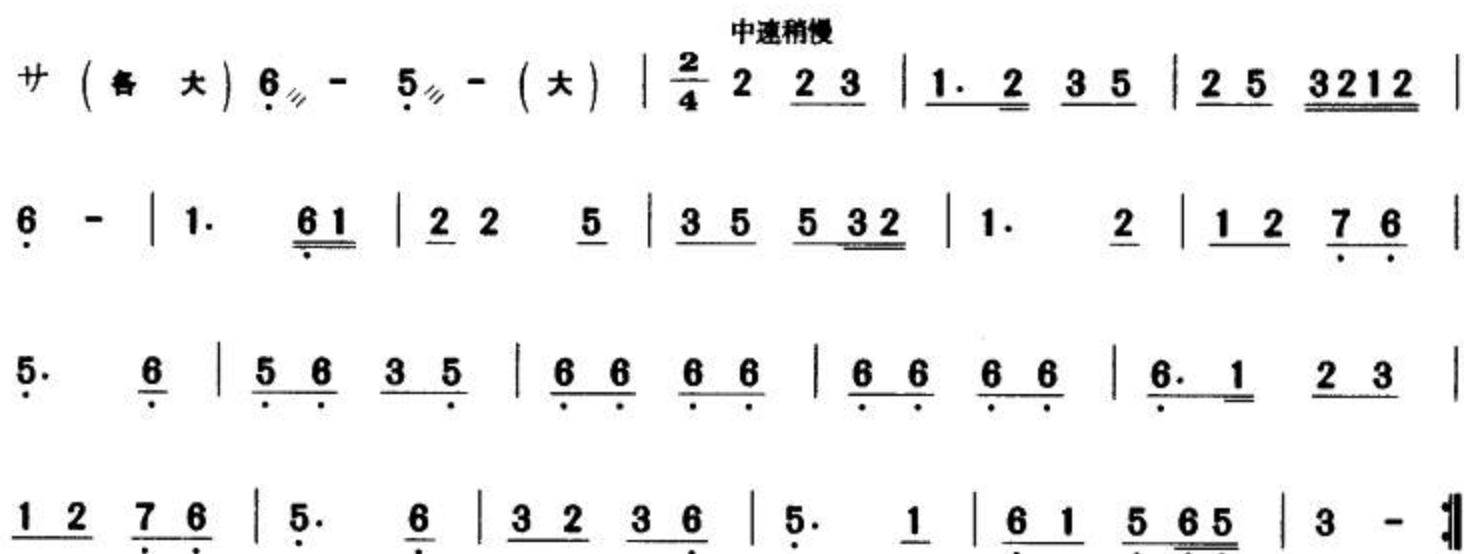 中速稍慢
サ ( 各 大 ) 6̣ - 5̣ - ( 大 ) | 2/4 2 2 3 | 1. 2 3 5 | 2 5 3212 |
6̣ - | 1. 6̣ 1 | 2 2 5 | 3 5 5 3 2 | 1. 2 | 1 2 7̣ 6̣ |
5̣. 6̣ | 5̣ 6̣ 3 5̣ | 6̣ 6̣ 6̣ 6̣ | 6̣ 6̣ 6̣ 6̣ | 6̣. 1 2 3 |
1 2 7̣ 6̣ | 5̣. 6̣ | 3 2 3 6̣ | 5̣. 1 | 6̣ 1 5̣ 6̣ 5̣ | 3 - :‖